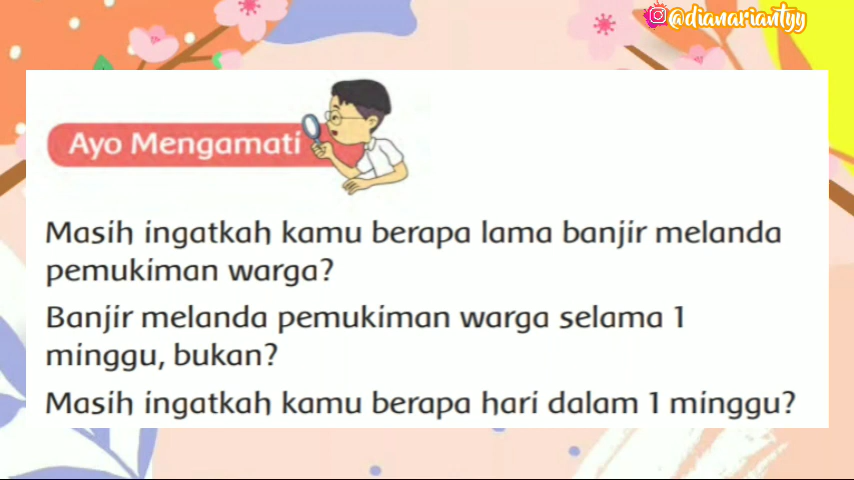 @dianariantyy
Ayo Mengamati
Masih ingatkah kamu berapa lama banjir melanda
pemukiman warga?
Banjir melanda pemukiman warga selama 1
minggu, bukan?
Masih ingatkah kamu berapa hari dalam 1 minggu?